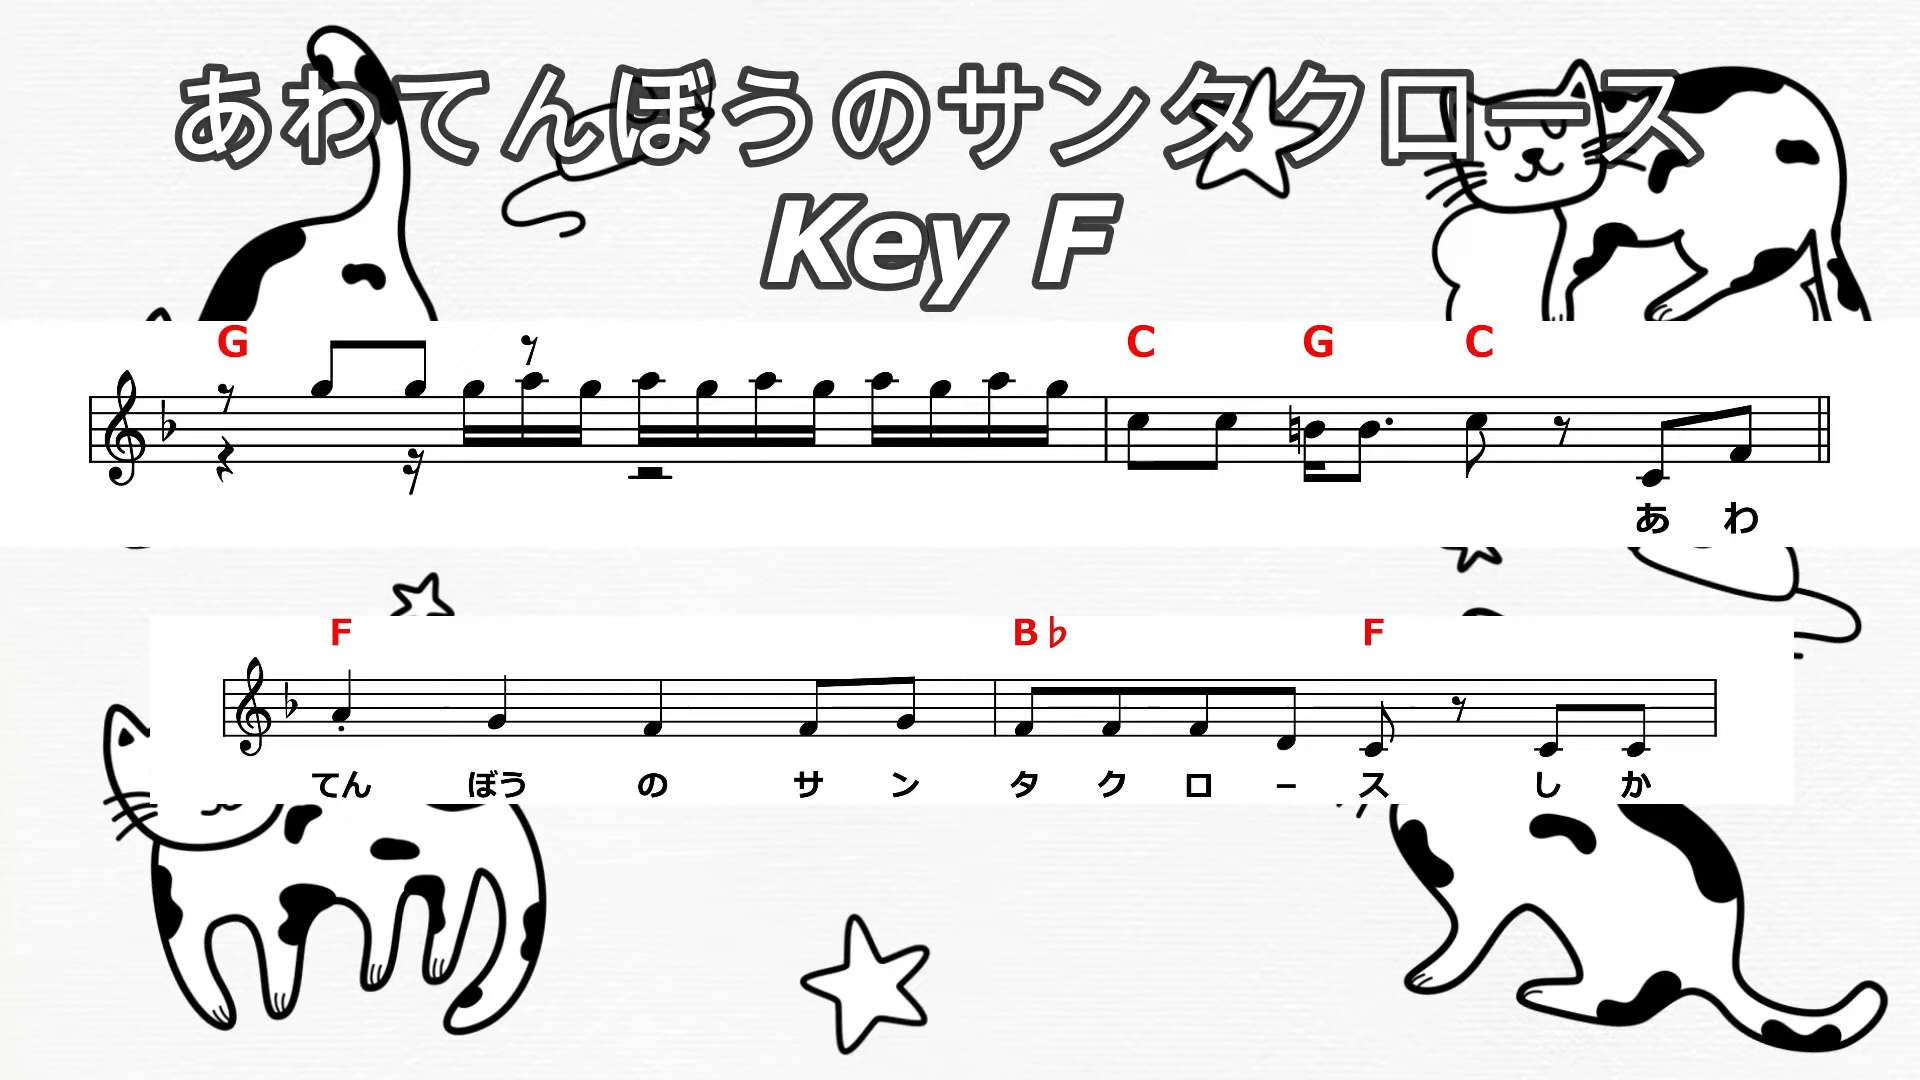 あわてんぼうのサンタクロース
Key F
G C G C
あ わ
F B♭ F
てん ぼう の サ ン タ ク ロ ー ス し か